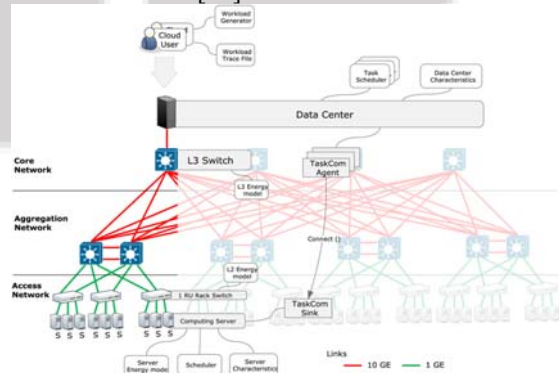 Workload
Generator
Cloud
User
Workload
Trace File
Task
Scheduler
Data Center
Characteristics
Data Center
Core
Network
L3 Switch
TaskCom
Agent
L3 Energy
model
Aggregation
Network
Connect ()
L2 Energy
model
Access
Network
1 RU Rack Switch
TaskCom
Sink
Computing Server
S S S S S S S S
Server
Energy model
Scheduler
Server
Characteristics
Links
10 GE
1 GE